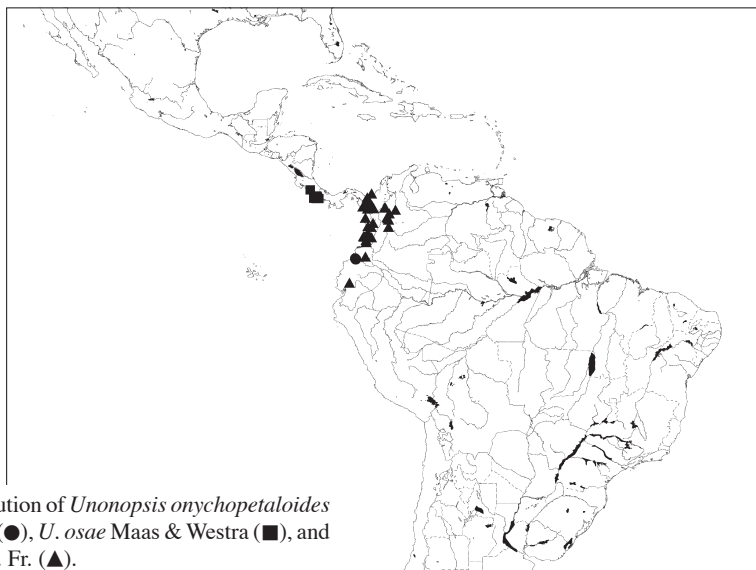 ution of Unonopsis onychopetaloides
(●), U. osae Maas & Westra (■), and
. Fr. (▲).